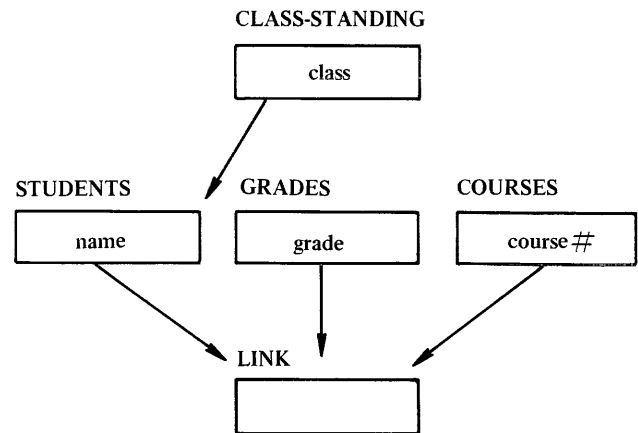 CLASS-STANDING
class
STUDENTS
GRADES
COURSES
name
grade
course #
LINK